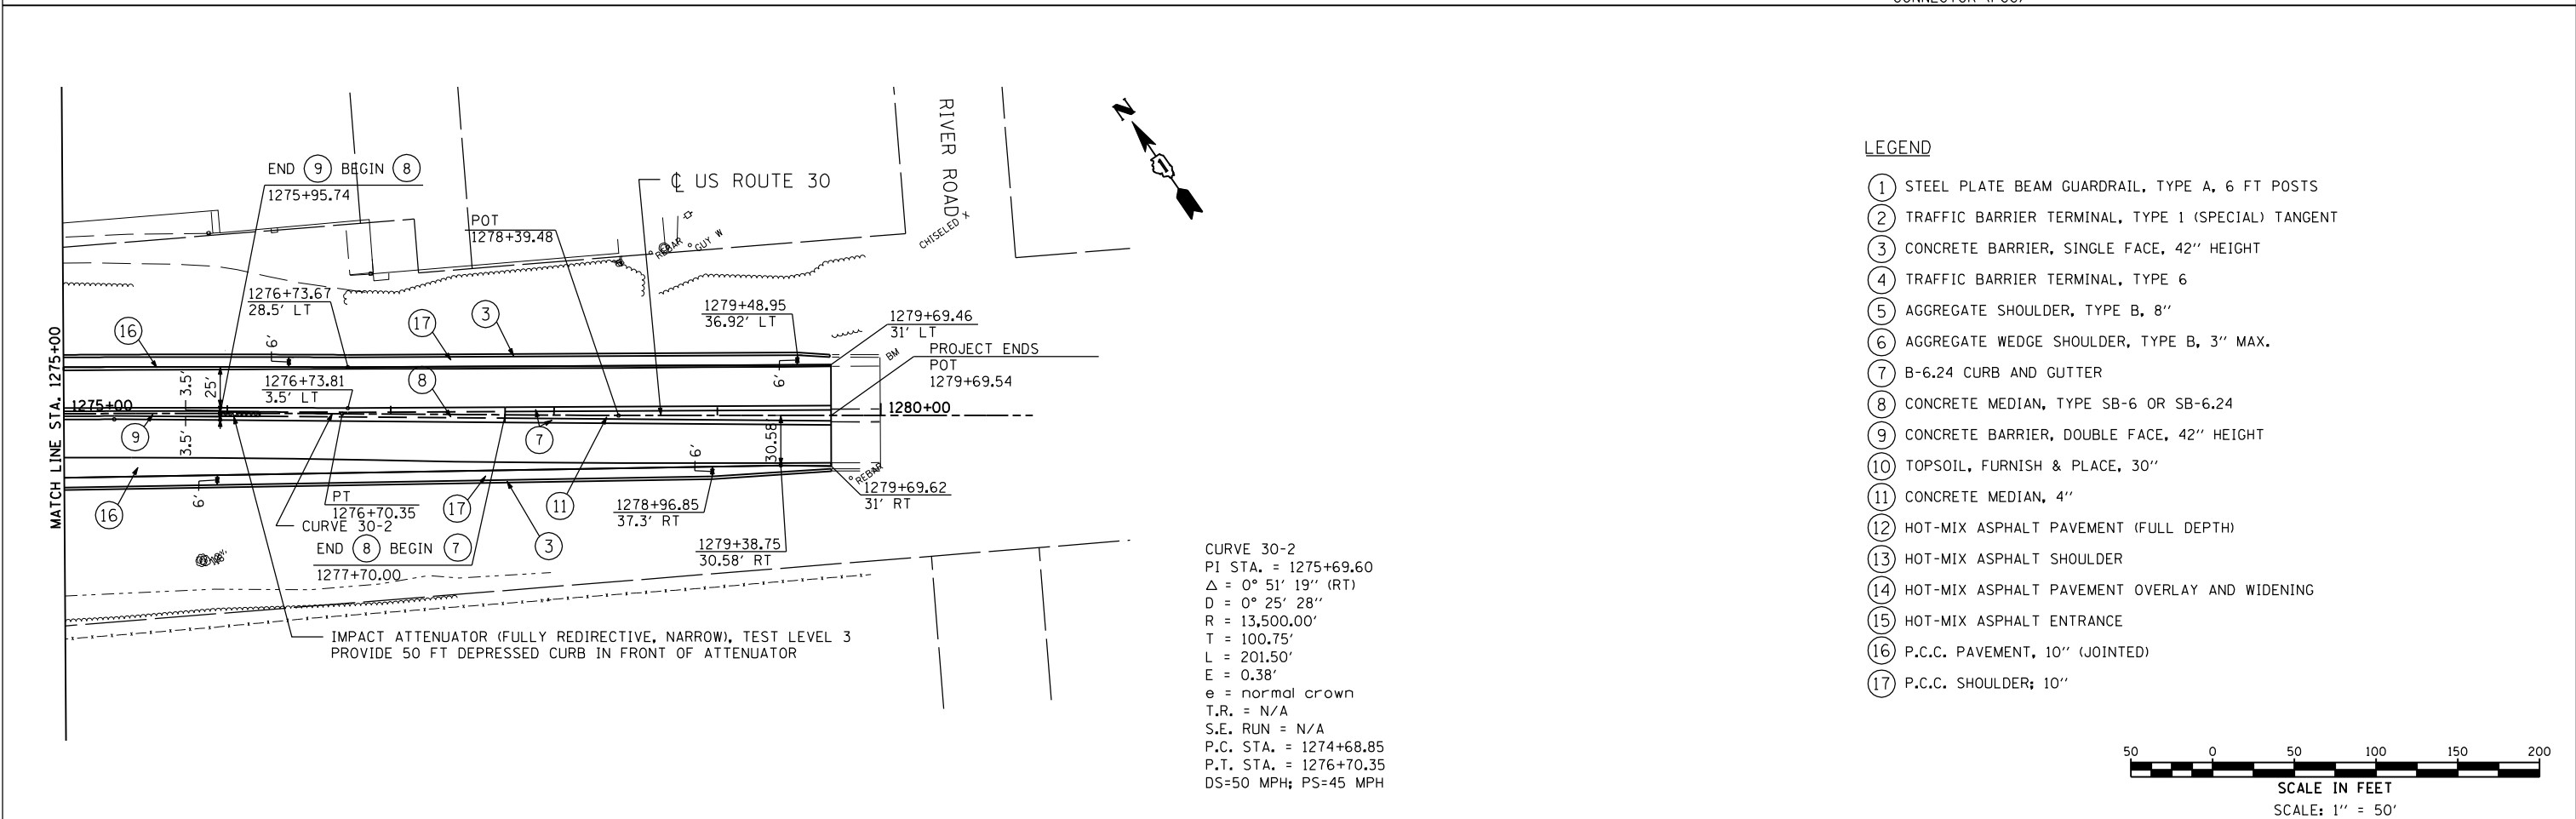 RIVER ROAD
N
END 9 BEGIN 8
1275+95.74
℄ US ROUTE 30
POT
1278+39.48
REBAR
GUY W
CHISELED X
1276+73.67
28.5' LT
1279+48.95
36.92' LT
1279+69.46
31' LT
16
17
3
6'
BM
PROJECT ENDS
POT
1279+69.54
MATCH LINE STA. 1275+00
3.5'
25'
1276+73.81
3.5' LT
8
6'
1275+00
1280+00
9
3.5'
7
30.58
6'
6'
REBAR
16
PT
1276+70.35
17
11
1278+96.85
37.3' RT
1279+69.62
31' RT
CURVE 30-2
END 8 BEGIN 7
1277+70.00
3
1279+38.75
30.58' RT
IMPACT ATTENUATOR (FULLY REDIRECTIVE, NARROW), TEST LEVEL 3
PROVIDE 50 FT DEPRESSED CURB IN FRONT OF ATTENUATOR
CURVE 30-2
PI STA. = 1275+69.60
Δ = 0° 51' 19'' (RT)
D = 0° 25' 28''
R = 13,500.00'
T = 100.75'
L = 201.50'
E = 0.38'
e = normal crown
T.R. = N/A
S.E. RUN = N/A
P.C. STA. = 1274+68.85
P.T. STA. = 1276+70.35
DS=50 MPH; PS=45 MPH
LEGEND
1 STEEL PLATE BEAM GUARDRAIL, TYPE A, 6 FT POSTS
2 TRAFFIC BARRIER TERMINAL, TYPE 1 (SPECIAL) TANGENT
3 CONCRETE BARRIER, SINGLE FACE, 42'' HEIGHT
4 TRAFFIC BARRIER TERMINAL, TYPE 6
5 AGGREGATE SHOULDER, TYPE B, 8''
6 AGGREGATE WEDGE SHOULDER, TYPE B, 3'' MAX.
7 B-6.24 CURB AND GUTTER
8 CONCRETE MEDIAN, TYPE SB-6 OR SB-6.24
9 CONCRETE BARRIER, DOUBLE FACE, 42'' HEIGHT
10 TOPSOIL, FURNISH & PLACE, 30''
11 CONCRETE MEDIAN, 4''
12 HOT-MIX ASPHALT PAVEMENT (FULL DEPTH)
13 HOT-MIX ASPHALT SHOULDER
14 HOT-MIX ASPHALT PAVEMENT OVERLAY AND WIDENING
15 HOT-MIX ASPHALT ENTRANCE
16 P.C.C. PAVEMENT, 10'' (JOINTED)
17 P.C.C. SHOULDER; 10''
50 0 50 100 150 200
SCALE IN FEET
SCALE: 1'' = 50'